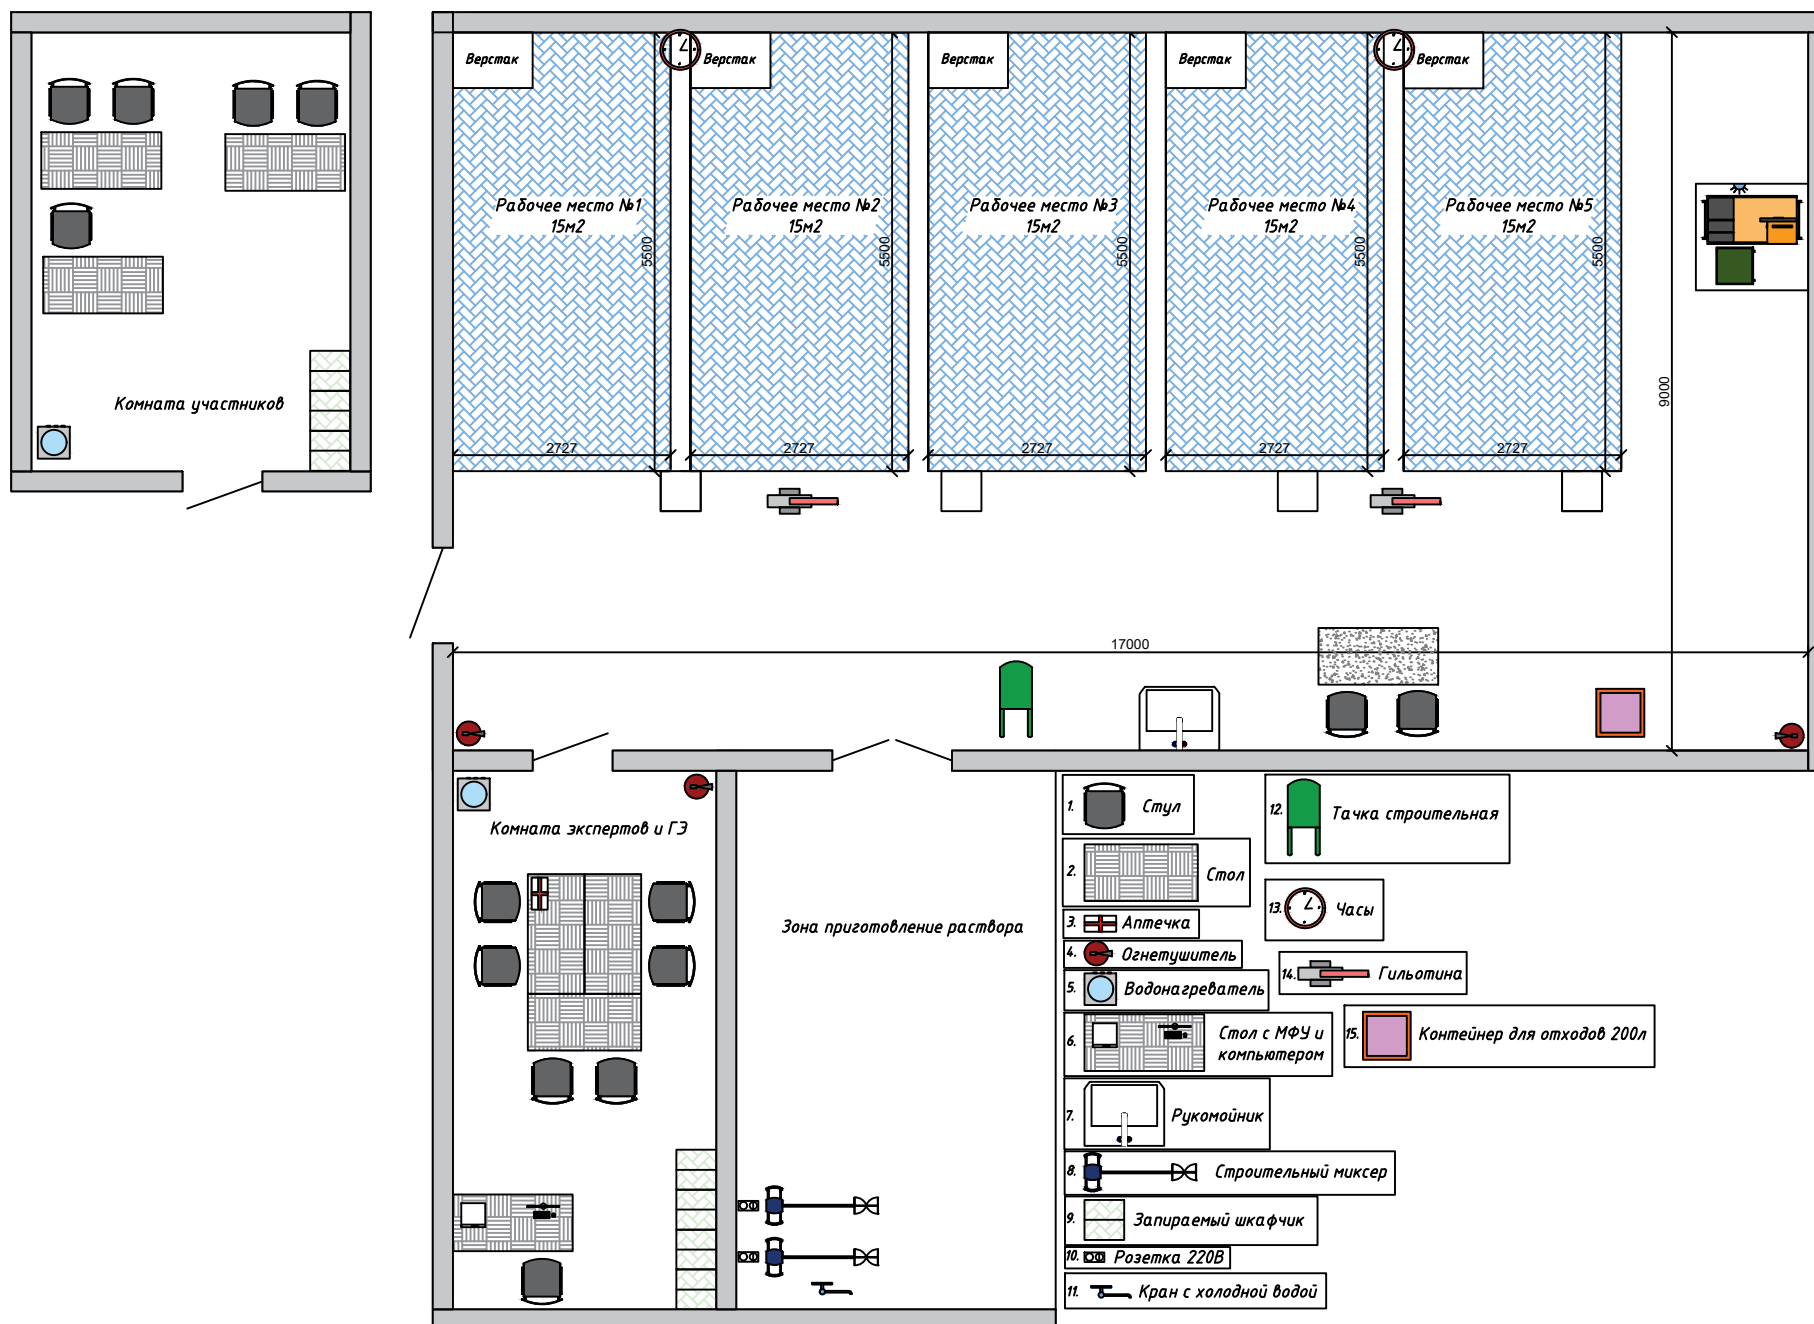 Верстак
Верстак
Верстак
Верстак
Верстак
Рабочее место №1
15м2
Рабочее место №2
15м2
Рабочее место №3
15м2
Рабочее место №4
15м2
Рабочее место №5
15м2
5500
5500
5500
5500
5500
9000
Комната участников
2727
2727
2727
2727
2727
17000
Комната экспертов и ГЭ
Зона приготовление раствора
1. Стул
2. Стол
3. Аптечка
4. Огнетушитель
5. Водонагреватель
6. Стол с МФУ и
компьютером
7. Рукомойник
8. Строительный миксер
9. Запираемый шкафчик
10. Розетка 220В
11. Кран с холодной водой
12. Тачка строительная
13. Часы
14. Гильотина
15. Контейнер для отходов 200л